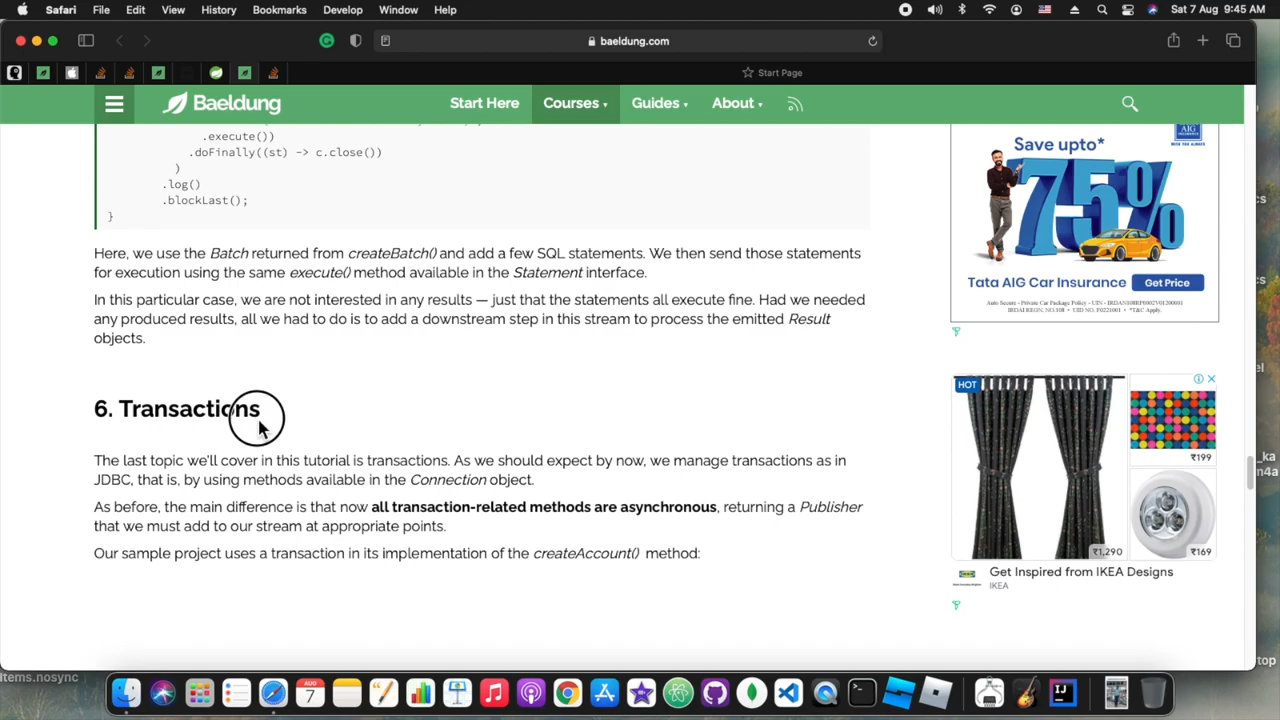 Safari File Edit View History Bookmarks Develop Window Help Sat 7 Aug 9:45 AM
baeldung.com
Start Page
Baeldung Start Here Courses Guides About
.execute())
.doFinally((st) -> c.close())
)
.log()
.blockLast();
}
Here, we use the Batch returned from createBatch() and add a few SQL statements. We then send those statements
for execution using the same execute() method available in the Statement interface.
In this particular case, we are not interested in any results — just that the statements all execute fine. Had we needed
any produced results, all we had to do is to add a downstream step in this stream to process the emitted Result
objects.
6. Transactions
The last topic we'll cover in this tutorial is transactions. As we should expect by now, we manage transactions as in
JDBC, that is, by using methods available in the Connection object.
As before, the main difference is that now all transaction-related methods are asynchronous, returning a Publisher
that we must add to our stream at appropriate points.
Our sample project uses a transaction in its implementation of the createAccount() method:
AIG
INSURANCE
Save upto*
75%
Tata AIG Car Insurance Get Price
HOT
₹199
₹1,290
₹169
Get Inspired from IKEA Designs
IKEA
Items.nosync
AUG
7
IJ